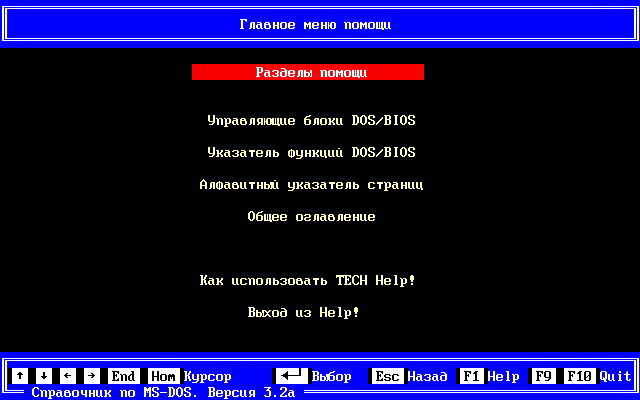 Главное меню помощи
Разделы помощи
Управляющие блоки DOS/BIOS
Указатель функций DOS/BIOS
Алфавитный указатель страниц
Общее оглавление
Как использовать TECH Help!
Выход из Help!
↑ ↓ ← → End Hom Курсор ↵ Выбор Esc Назад F1 Help F9 F10 Quit
Справочник по MS-DOS. Версия 3.2а